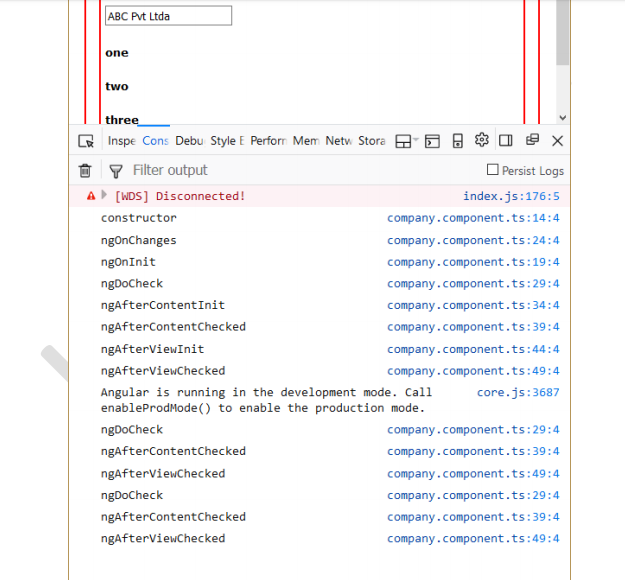 ABC Pvt Ltda
one
two
three
Inspe Cons Debu Style E Perforn Mem Netw Stora
Filter output Persist Logs
[WDS] Disconnected! index.js:176:5
constructor company.component.ts:14:4
ngOnChanges company.component.ts:24:4
ngOnInit company.component.ts:19:4
ngDoCheck company.component.ts:29:4
ngAfterContentInit company.component.ts:34:4
ngAfterContentChecked company.component.ts:39:4
ngAfterViewInit company.component.ts:44:4
ngAfterViewChecked company.component.ts:49:4
Angular is running in the development mode. Call core.js:3687
enableProdMode() to enable the production mode.
ngDoCheck company.component.ts:29:4
ngAfterContentChecked company.component.ts:39:4
ngAfterViewChecked company.component.ts:49:4
ngDoCheck company.component.ts:29:4
ngAfterContentChecked company.component.ts:39:4
ngAfterViewChecked company.component.ts:49:4